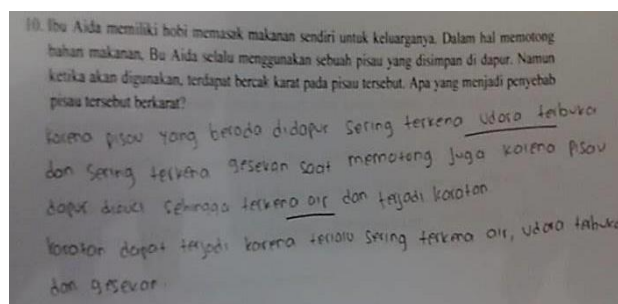 10. Ibu Aida memiliki hobi memasak makanan sendiri untuk keluarganya. Dalam hal memotong
bahan makanan, Bu Aida selalu menggunakan sebuah pisau yang disimpan di dapur. Namun
ketika akan digunakan, terdapat bercak karat pada pisau tersebut. Apa yang menjadi penyebab
pisau tersebut berkarat?
karena pisau yang berada didapur sering terkena udara terbuka
dan sering terkena gesekan saat memotong juga karena pisau
dapur dicuci sehingga terkena air dan terjadi karatan
karatan dapat terjadi karena terlalu sering terkena air, udara terbuka
dan gesekan.